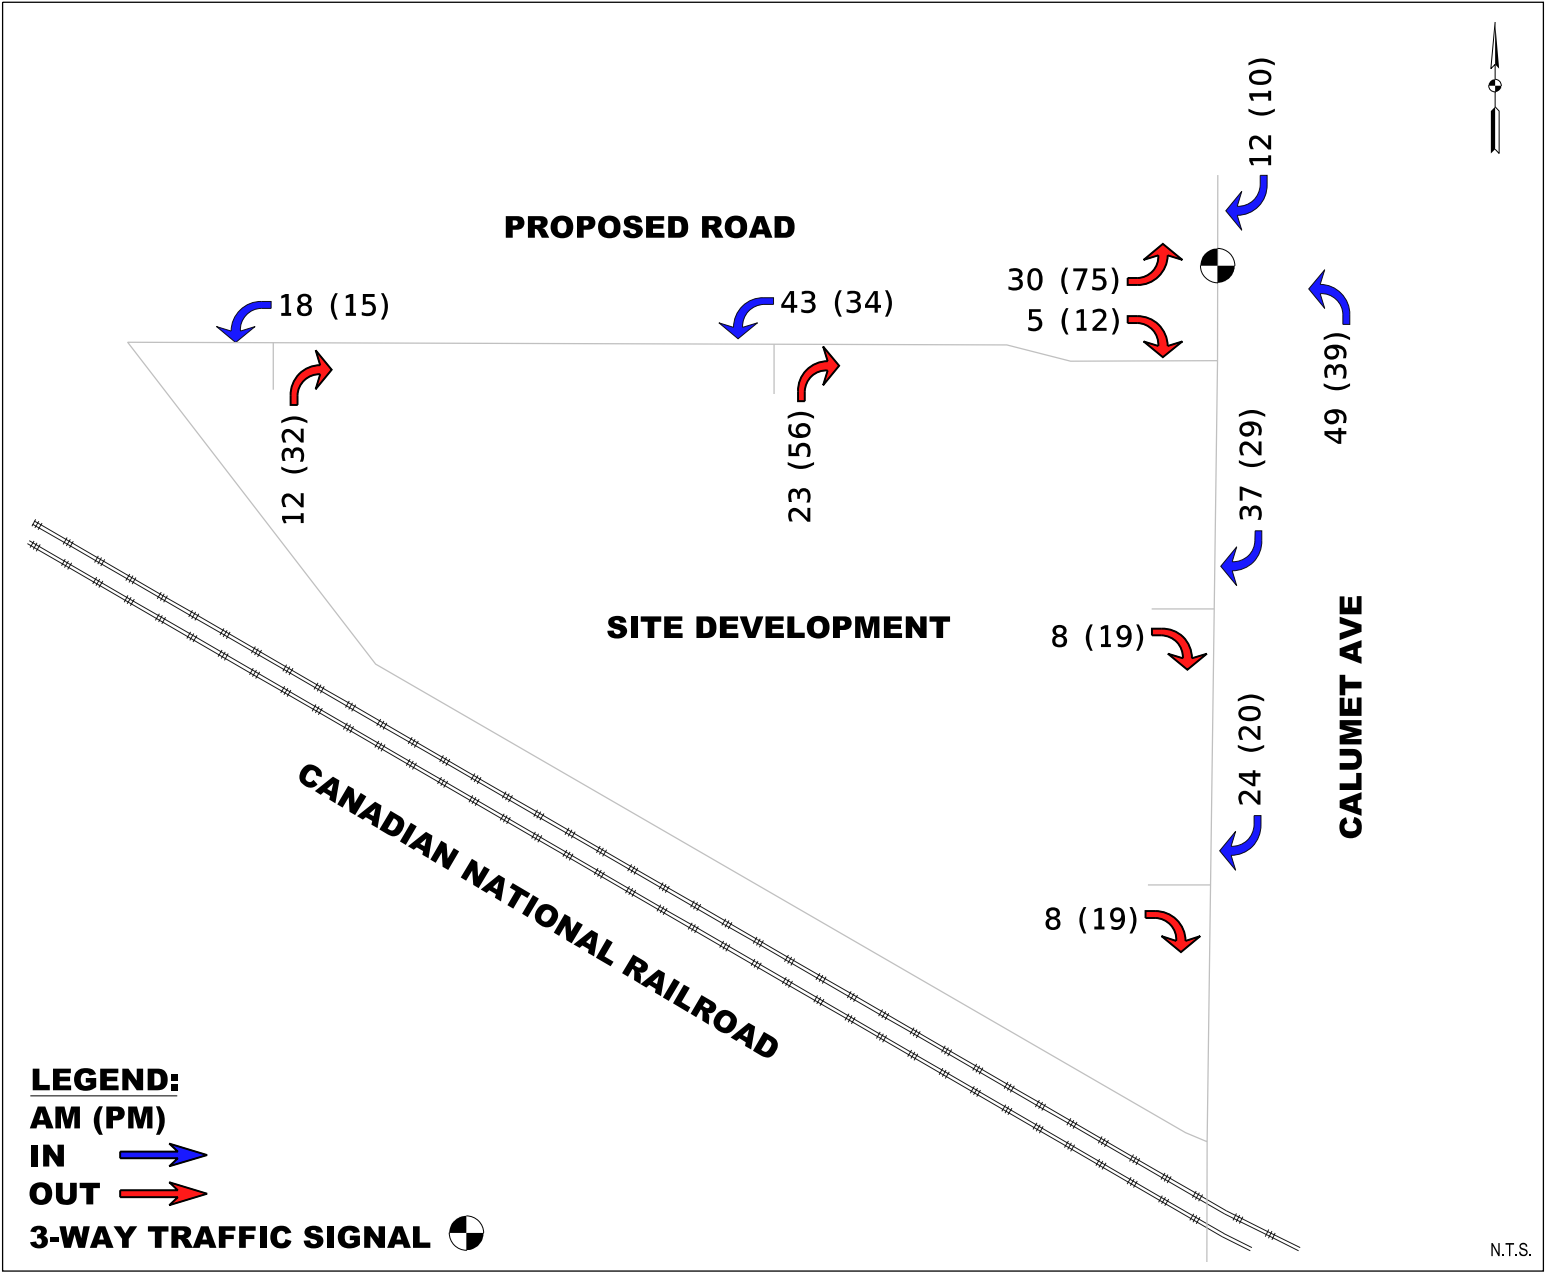 12 (10)
PROPOSED ROAD
30 (75)
5 (12)
18 (15)
43 (34)
49 (39)
12 (32)
23 (56)
37 (29)
SITE DEVELOPMENT
8 (19)
24 (20)
CALUMET AVE
8 (19)
CANADIAN NATIONAL RAILROAD
LEGEND:
AM (PM)
IN
OUT
3-WAY TRAFFIC SIGNAL
N.T.S.